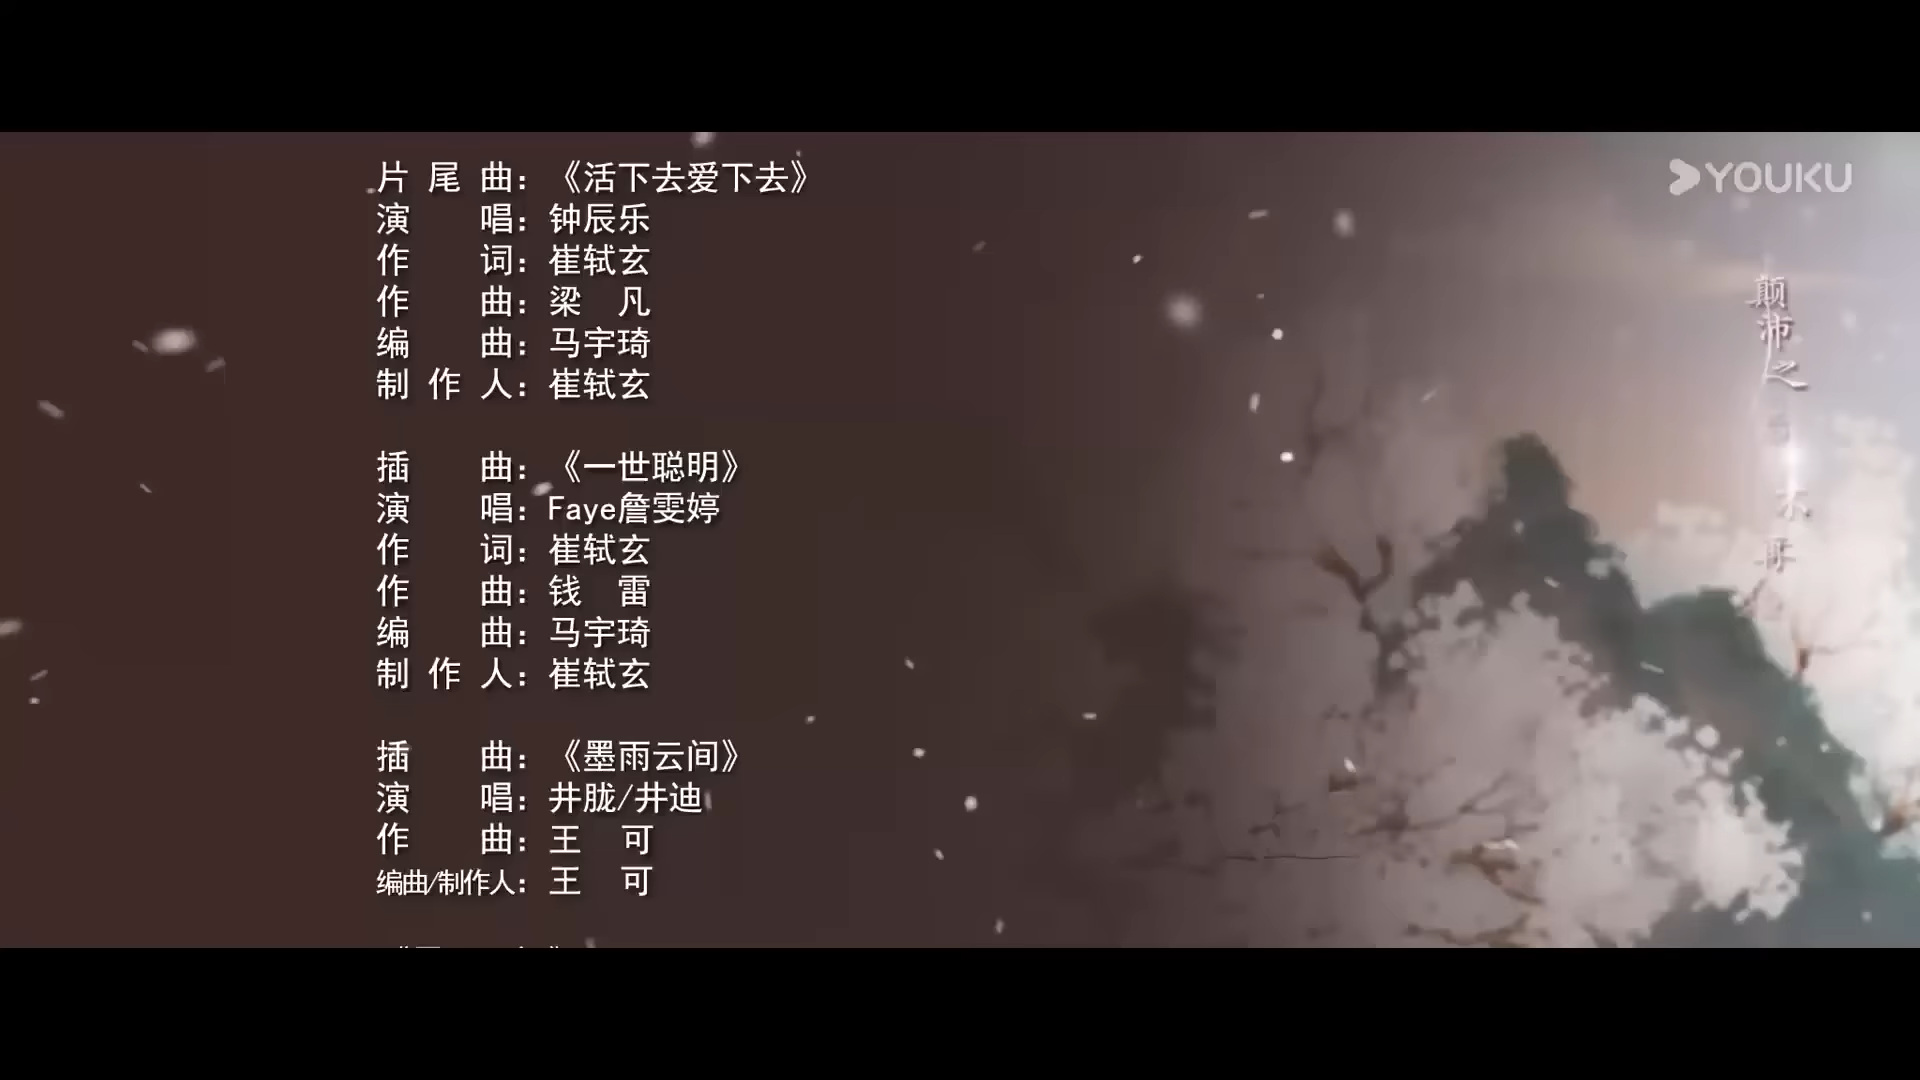 片尾曲：《活下去爱下去》
演唱：钟辰乐
作词：崔轼玄
作曲：梁凡
编曲：马宇琦
制作人：崔轼玄
插曲：《一世聪明》
演唱：Faye詹雯婷
作词：崔轼玄
作曲：钱雷
编曲：马宇琦
制作人：崔轼玄
插曲：《墨雨云间》
演唱：井胧/井迪
作曲：王可
编曲/制作人：王可
YOUKU
颠沛之